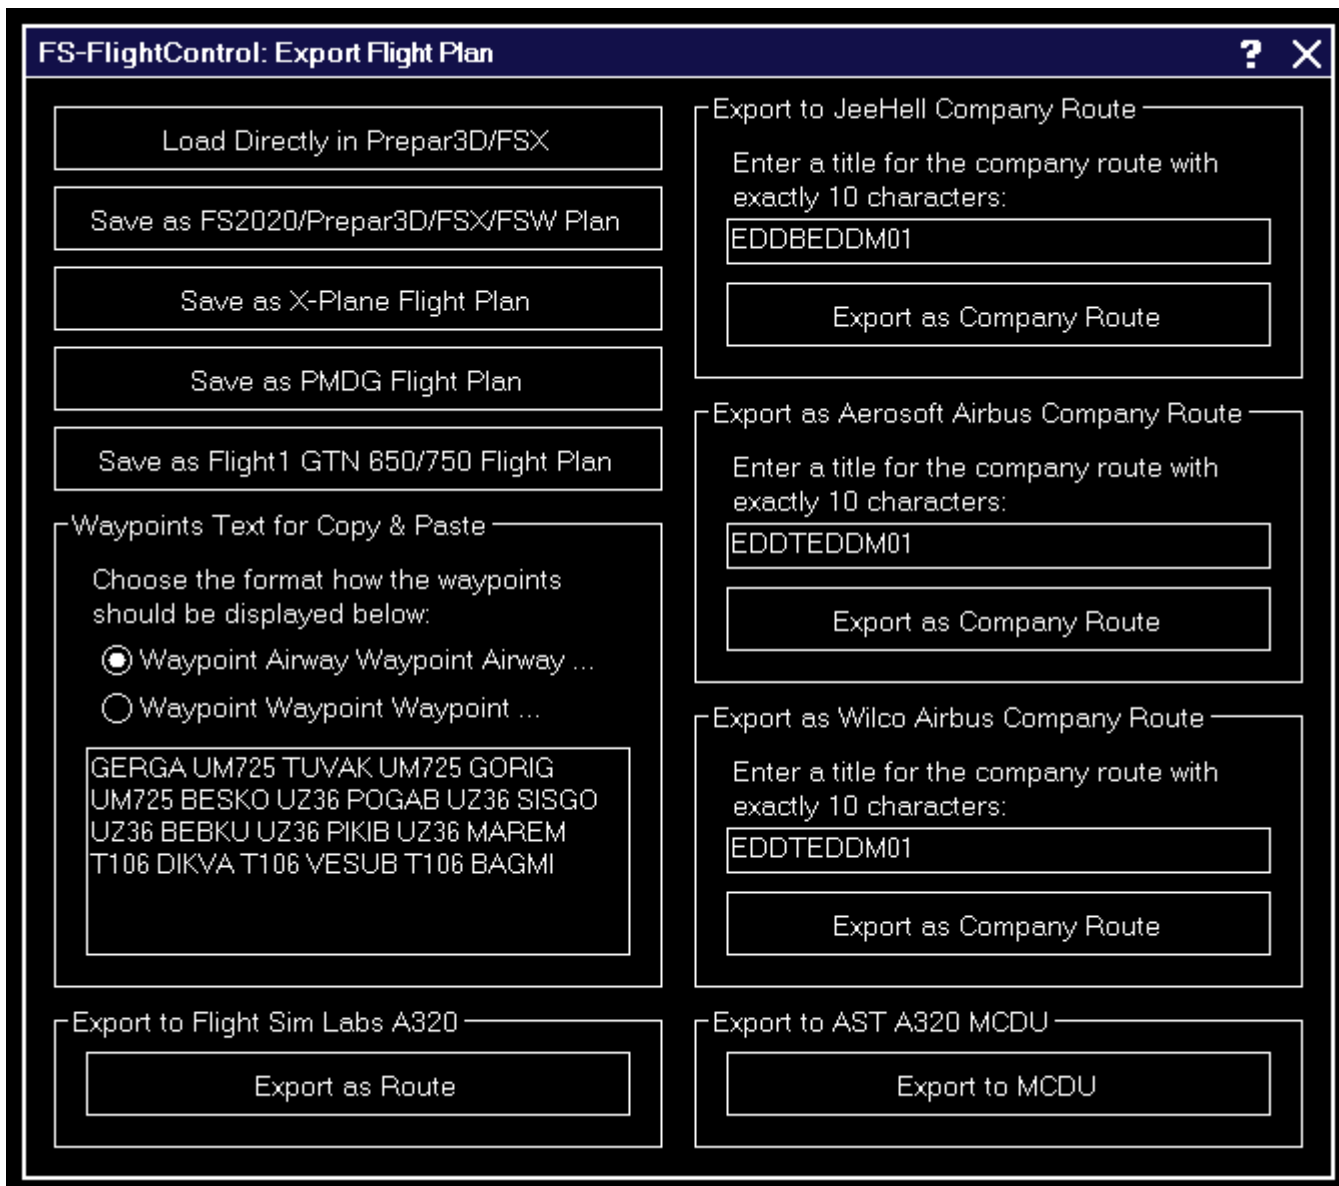 FS-FlightControl: Export Flight Plan
?
Load Directly in Prepar3D/FSX
Save as FS2020/Prepar3D/FSX/FSW Plan
Save as X-Plane Flight Plan
Save as PMDG Flight Plan
Save as Flight1 GTN 650/750 Flight Plan
Waypoints Text for Copy & Paste
Choose the format how the waypoints
should be displayed below:
Waypoint Airway Waypoint Airway ...
Waypoint Waypoint Waypoint ...
GERGA UM725 TUVAK UM725 GORIG
UM725 BESKO UZ36 POGAB UZ36 SISGO
UZ36 BEBKU UZ36 PIKIB UZ36 MAREM
T106 DIKVA T106 VESUB T106 BAGMI
Export to Flight Sim Labs A320
Export as Route
Export to JeeHell Company Route
Enter a title for the company route with
exactly 10 characters:
EDDBEDDM01
Export as Company Route
Export as Aerosoft Airbus Company Route
Enter a title for the company route with
exactly 10 characters:
EDDTEDDM01
Export as Company Route
Export as Wilco Airbus Company Route
Enter a title for the company route with
exactly 10 characters:
EDDTEDDM01
Export as Company Route
Export to AST A320 MCDU
Export to MCDU